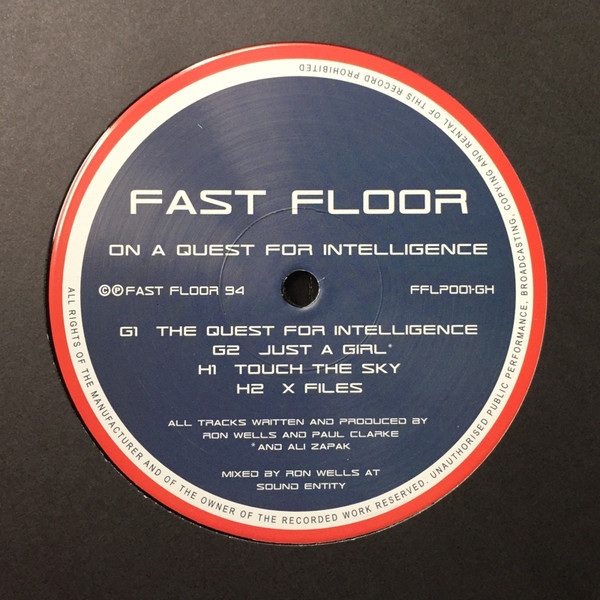 FAST FLOOR
ON A QUEST FOR INTELLIGENCE
©℗ FAST FLOOR 94
FFLP001-GH
G1 THE QUEST FOR INTELLIGENCE
G2 JUST A GIRL*
H1 TOUCH THE SKY
H2 X FILES
ALL TRACKS WRITTEN AND PRODUCED BY
RON WELLS AND PAUL CLARKE
*AND ALI ZAPAK
MIXED BY RON WELLS AT
SOUND ENTITY
ALL RIGHTS OF THE MANUFACTURER AND OF THE OWNER OF THE RECORDED WORK RESERVED. UNAUTHORISED PUBLIC PERFORMANCE, BROADCASTING, COPYING AND RENTAL OF THIS RECORD PROHIBITED